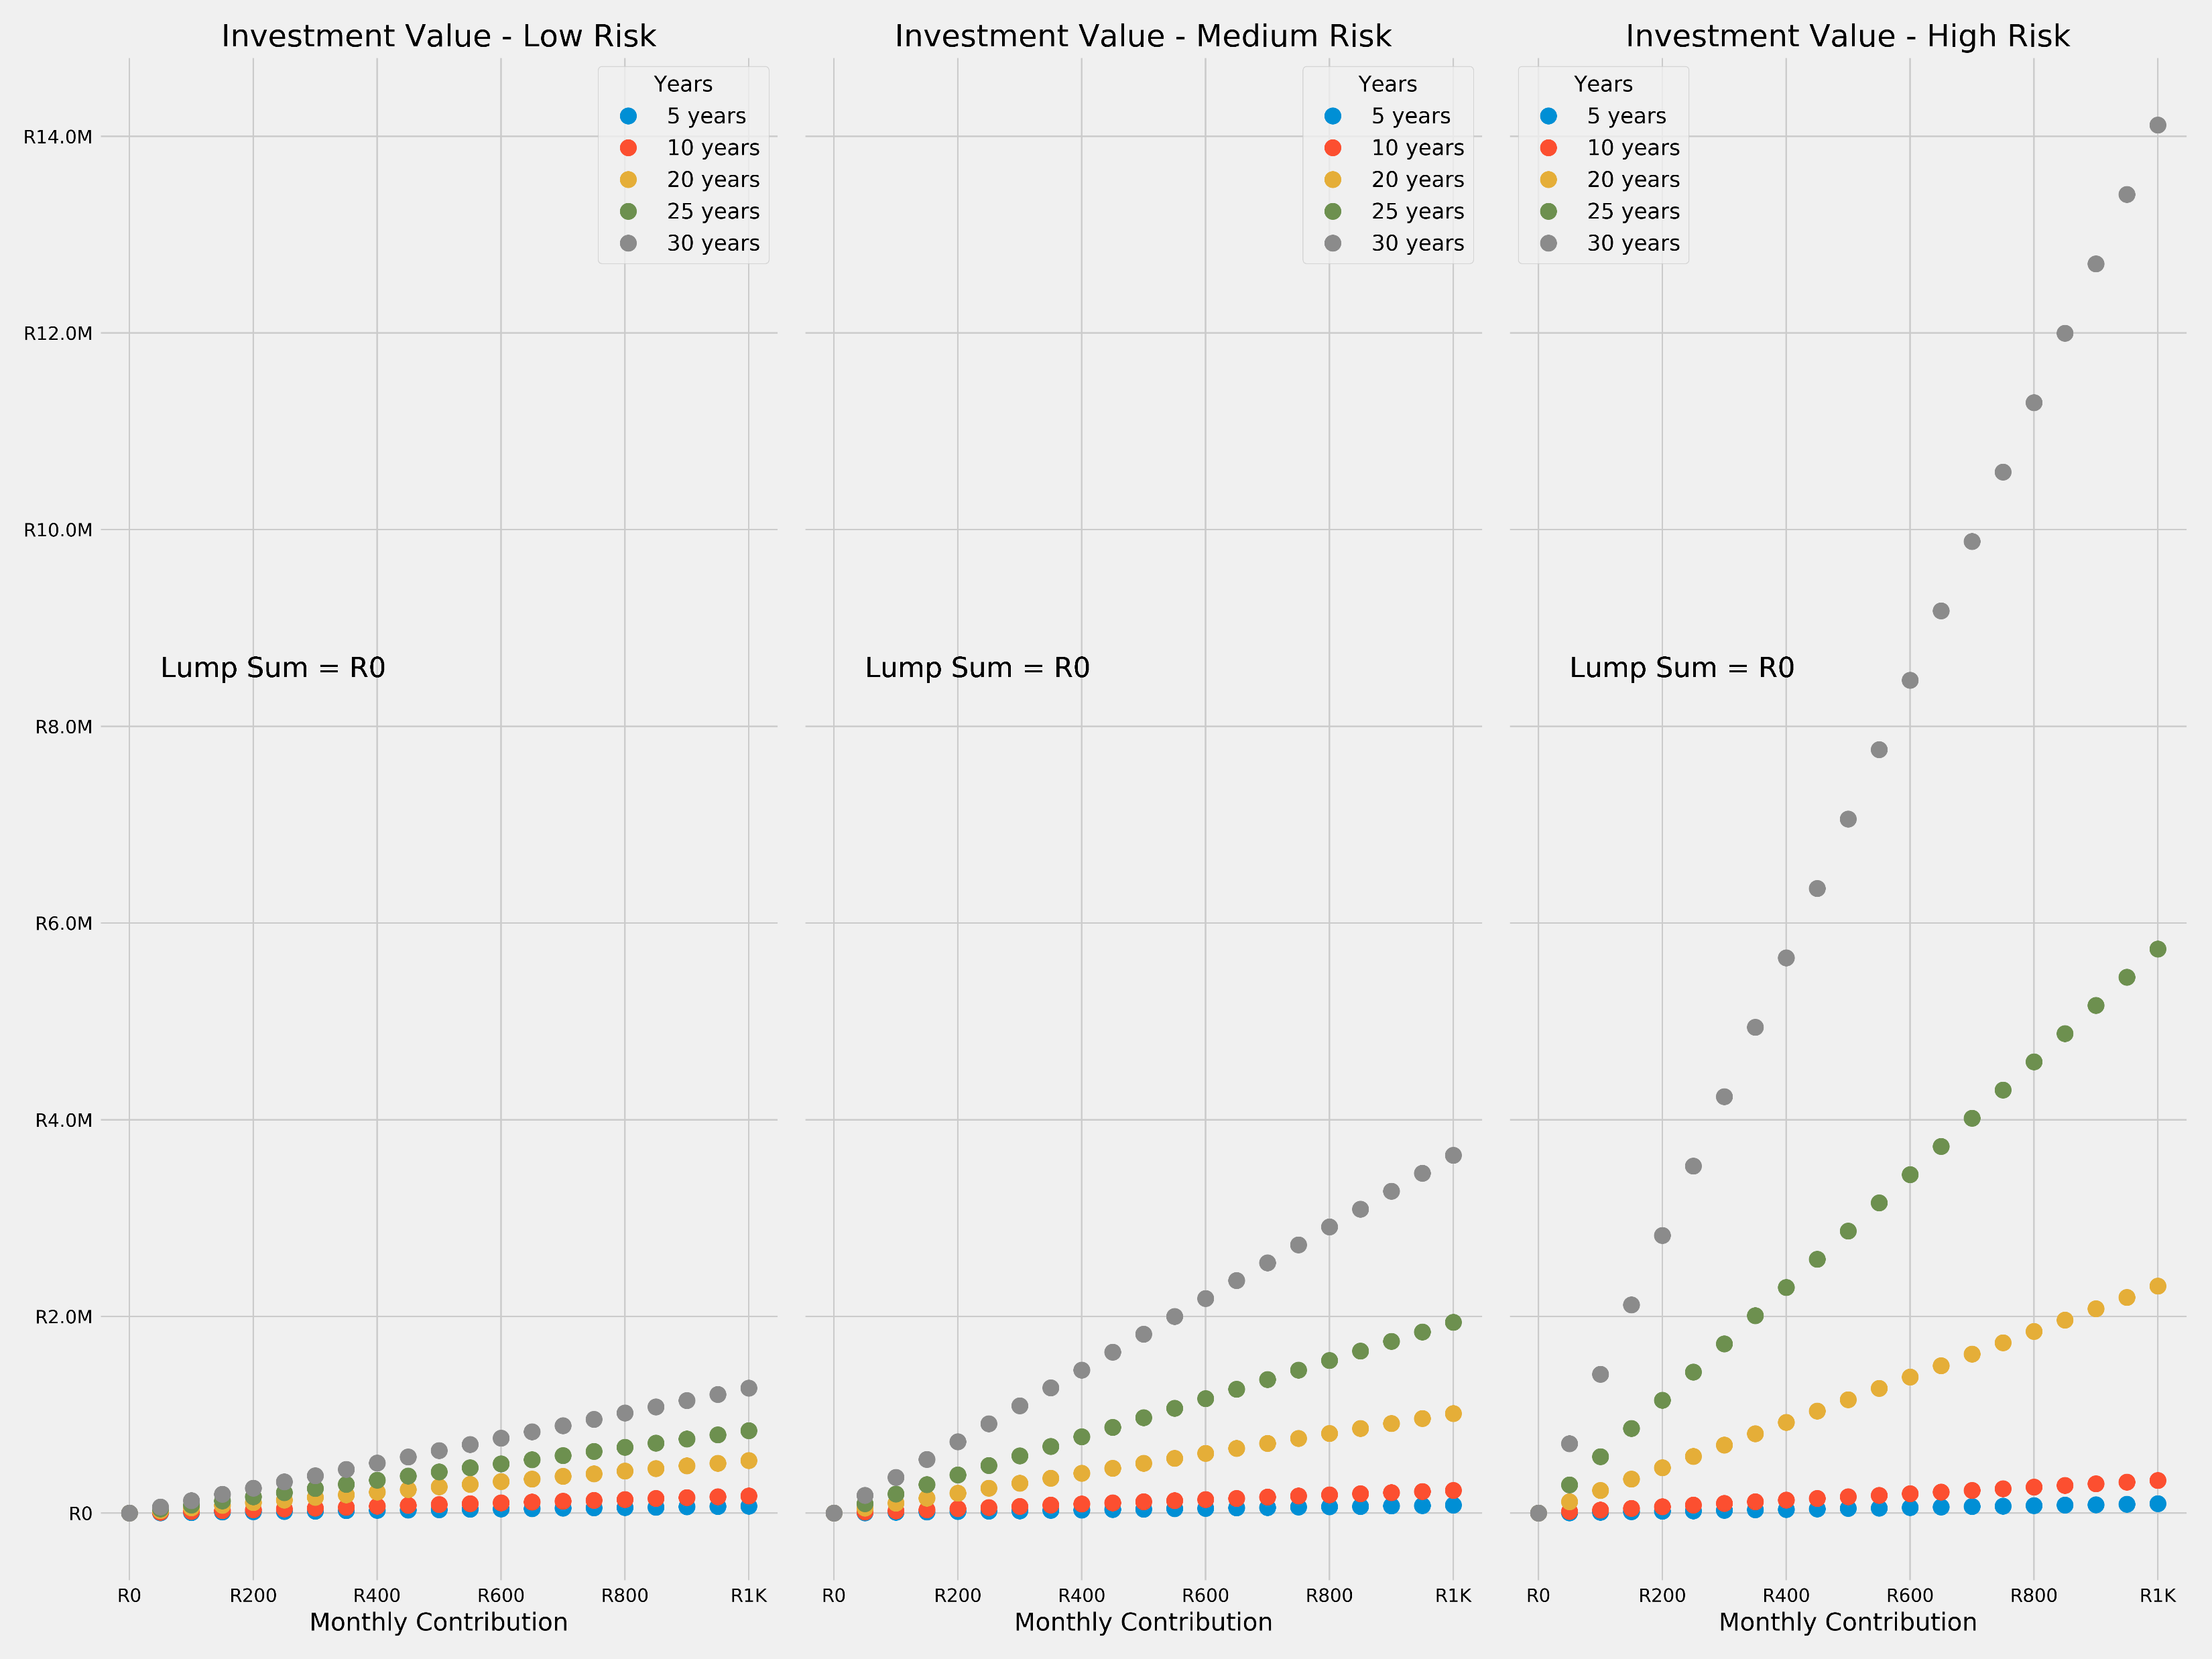 Investment Value - Low Risk
Years
5 years
10 years
20 years
25 years
30 years
R14.0M
R12.0M
R10.0M
R8.0M
R6.0M
R4.0M
R2.0M
R0
Lump Sum = R0
R0 R200 R400 R600 R800 R1K
Monthly Contribution
Investment Value - Medium Risk
Years
5 years
10 years
20 years
25 years
30 years
Lump Sum = R0
R0 R200 R400 R600 R800 R1K
Monthly Contribution
Investment Value - High Risk
Years
5 years
10 years
20 years
25 years
30 years
Lump Sum = R0
R0 R200 R400 R600 R800 R1K
Monthly Contribution